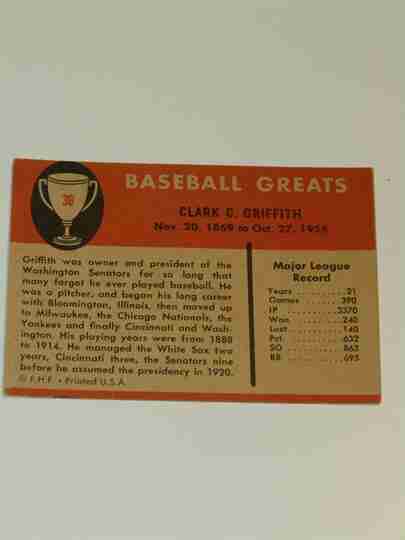 38
BASEBALL GREATS
CLARK C. GRIFFITH
Nov. 20, 1869 to Oct. 27, 1954
Griffith was owner and president of the
Washington Senators for so long that
many forget he ever played baseball. He
was a pitcher, and began his long career
with Bloomington, Illinois, then moved up
to Milwaukee, the Chicago Nationals, the
Yankees and finally Cincinnati and Wash-
ington. His playing years were from 1888
to 1914. He managed the White Sox two
years, Cincinnati three, the Senators nine
before he assumed the presidency in 1920.
© F.H.F. • Printed U.S.A.
Major League
Record
Years ........... 21
Games .......... 390
IP ............ 3370
Won ............ 240
Lost ........... 140
Pct. ........... .632
SO ............. 863
BB ............. 695